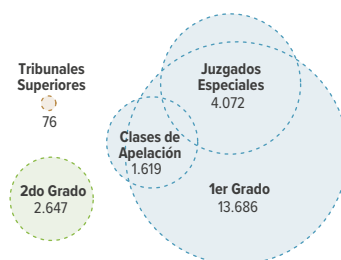 Tribunales
Superiores
76
Juzgados
Especiales
4.072
Clases de
Apelación
1.619
2do Grado
2.647
1er Grado
13.686